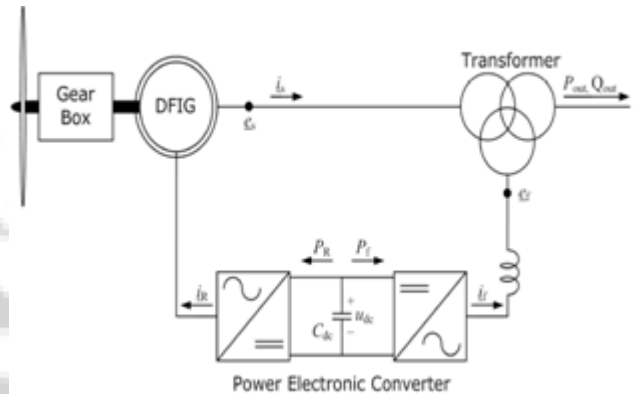 Transformer
P_out, Q_out
Gear
Box
DFIG
i_s
e_s
e_f
P_R
P_f
i_R
+
C_dc
u_dc
−
i_f
Power Electronic Converter